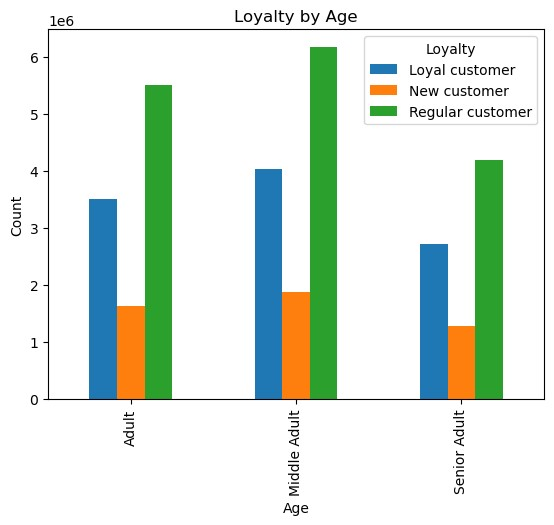 Loyalty by Age
1e6
6
5
4
3
2
1
0
Count
Loyalty
Loyal customer
New customer
Regular customer
Adult
Middle Adult
Senior Adult
Age